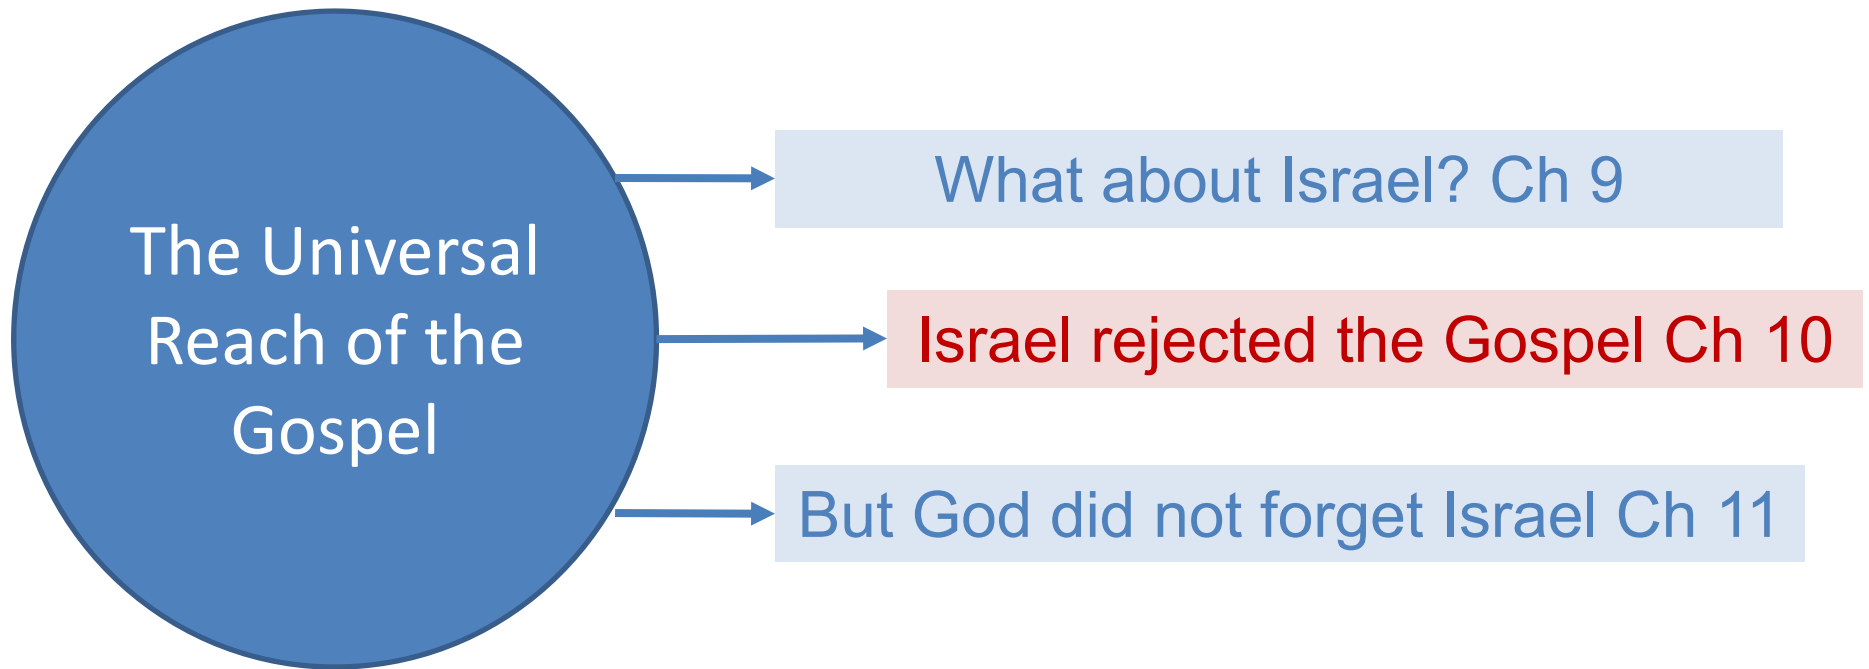 The Universal
Reach of the
Gospel
What about Israel? Ch 9
Israel rejected the Gospel Ch 10
But God did not forget Israel Ch 11